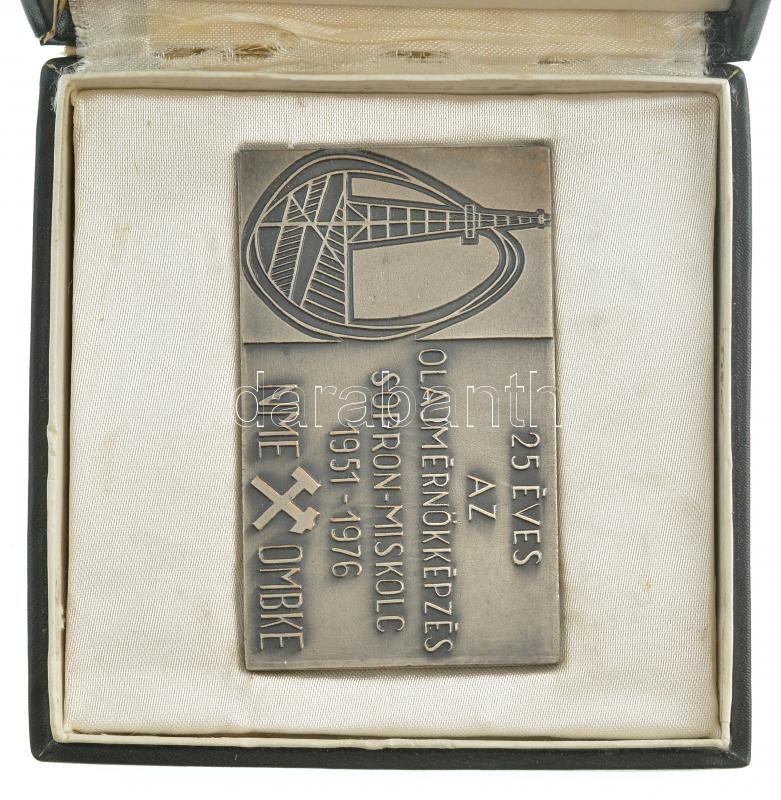 25 ÉVES
AZ
OLAJMÉRNÖKKÉPZÉS
SOPRON-MISKOLC
1951-1976
NME OMBKE
darabanth